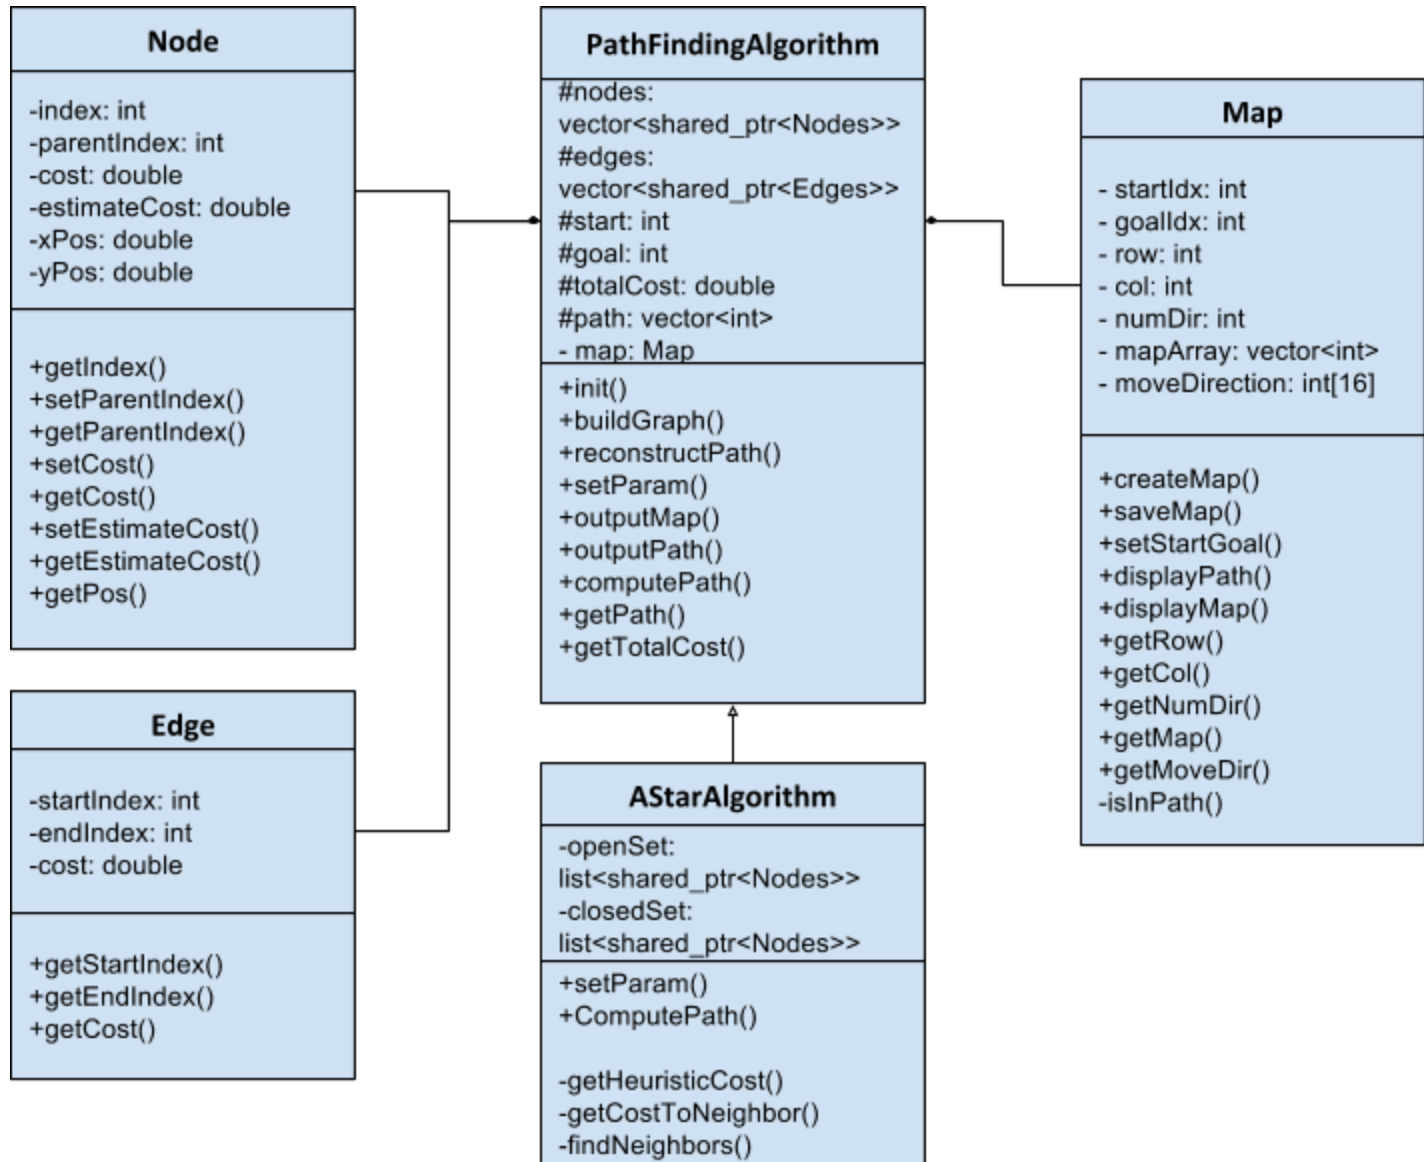 Node
-index: int
-parentIndex: int
-cost: double
-estimateCost: double
-xPos: double
-yPos: double
+getIndex()
+setParentIndex()
+getParentIndex()
+setCost()
+getCost()
+setEstimateCost()
+getEstimateCost()
+getPos()
Edge
-startIndex: int
-endIndex: int
-cost: double
+getStartIndex()
+getEndIndex()
+getCost()
PathFindingAlgorithm
#nodes:
vector<shared_ptr<Nodes>>
#edges:
vector<shared_ptr<Edges>>
#start: int
#goal: int
#totalCost: double
#path: vector<int>
- map: Map
+init()
+buildGraph()
+reconstructPath()
+setParam()
+outputMap()
+outputPath()
+computePath()
+getPath()
+getTotalCost()
AStarAlgorithm
-openSet:
list<shared_ptr<Nodes>>
-closedSet:
list<shared_ptr<Nodes>>
+setParam()
+ComputePath()
-getHeuristicCost()
-getCostToNeighbor()
-findNeighbors()
Map
- startIdx: int
- goalIdx: int
- row: int
- col: int
- numDir: int
- mapArray: vector<int>
- moveDirection: int[16]
+createMap()
+saveMap()
+setStartGoal()
+displayPath()
+displayMap()
+getRow()
+getCol()
+getNumDir()
+getMap()
+getMoveDir()
-isInPath()